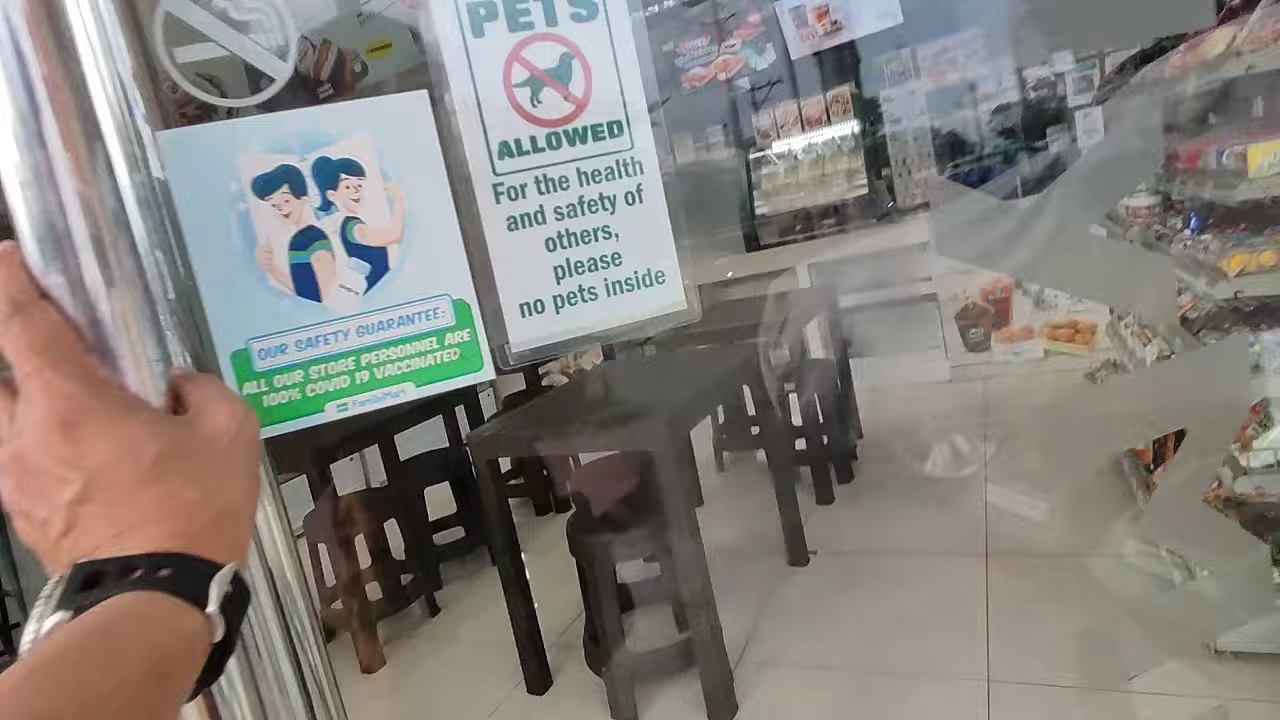 PETS
ALLOWED
For the health
and safety of
others,
please
no pets inside
OUR SAFETY GUARANTEE:
ALL OUR STORE PERSONNEL ARE
100% COVID 19 VACCINATED
FamilyMart